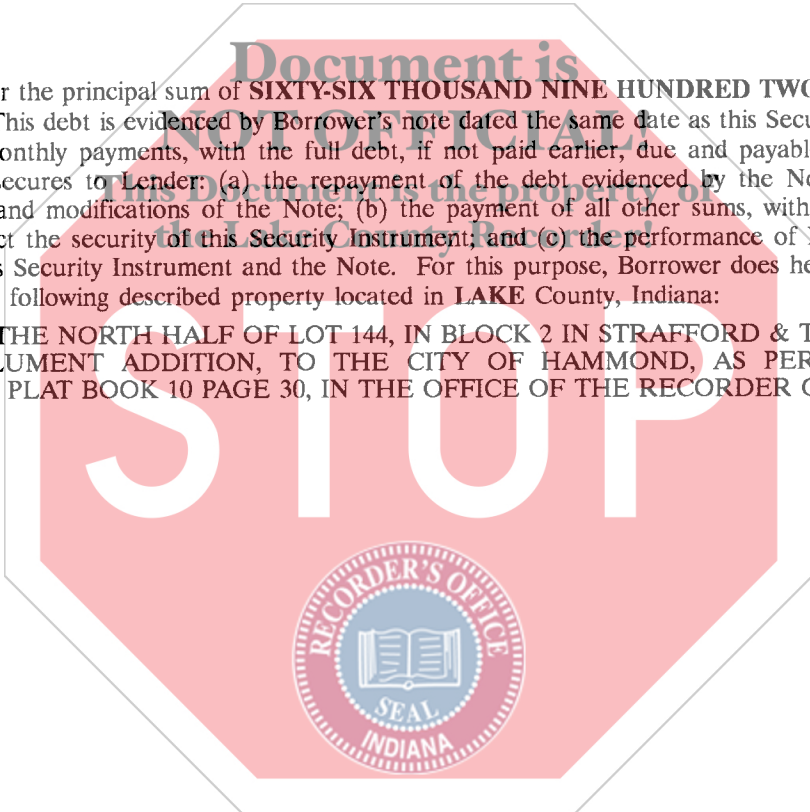 Document is
r the principal sum of SIXTY-SIX THOUSAND NINE HUNDRED TWO
NOT OFFICIAL!
This debt is evidenced by Borrower's note dated the same date as this Secu
onthly payments, with the full debt, if not paid earlier, due and payabl
This Document is the property of
ecures to Lender: (a) the repayment of the debt evidenced by the No
and modifications of the Note; (b) the payment of all other sums, with
the Lake County Recorder!
ct the security of this Security Instrument; and (c) the performance of
s Security Instrument and the Note. For this purpose, Borrower does he
following described property located in LAKE County, Indiana:
THE NORTH HALF OF LOT 144, IN BLOCK 2 IN STRAFFORD & T
LUMENT ADDITION, TO THE CITY OF HAMMOND, AS PER
PLAT BOOK 10 PAGE 30, IN THE OFFICE OF THE RECORDER O
STOP
RECORDER'S OFFICE
SEAL
INDIANA